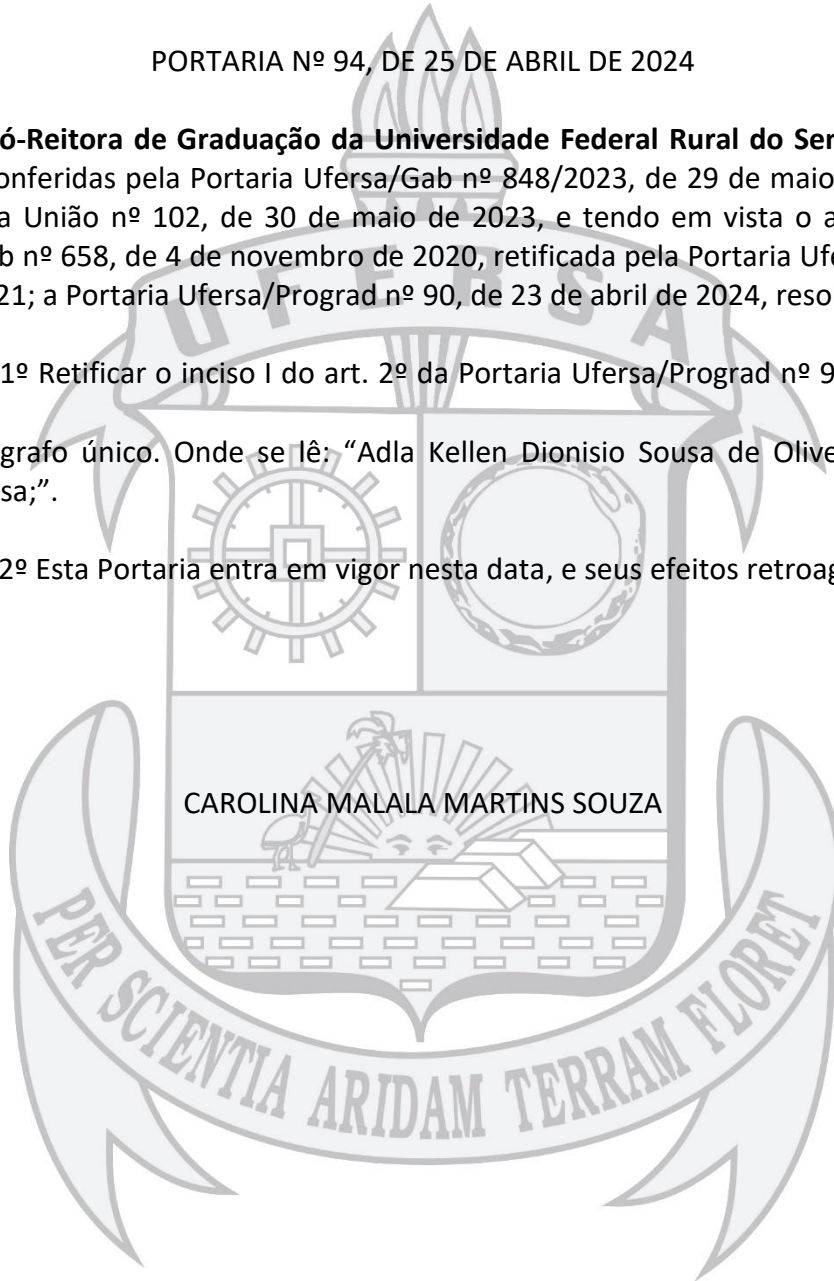 PORTARIA Nº 94, DE 25 DE ABRIL DE 2024
ó-Reitora de Graduação da Universidade Federal Rural do Ser
onferidas pela Portaria Ufersa/Gab nº 848/2023, de 29 de maio
a União nº 102, de 30 de maio de 2023, e tendo em vista o a
b nº 658, de 4 de novembro de 2020, retificada pela Portaria Ufe
21; a Portaria Ufersa/Prograd nº 90, de 23 de abril de 2024, reso
1º Retificar o inciso I do art. 2º da Portaria Ufersa/Prograd nº 9
grafo único. Onde se lê: “Adla Kellen Dionisio Sousa de Olive
sa;”.
2º Esta Portaria entra em vigor nesta data, e seus efeitos retroag
CAROLINA MALALA MARTINS SOUZA
UFERSA
PER SCIENTIA ARIDAM TERRAM FLORET